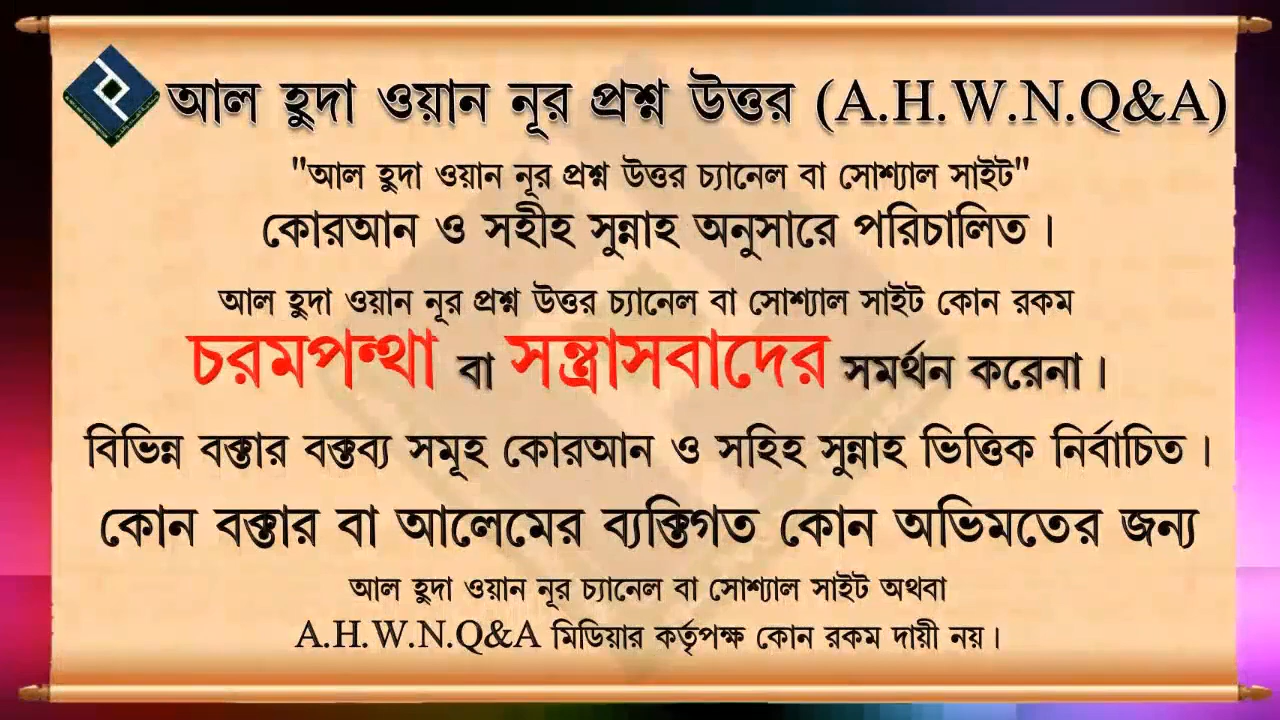 আল হুদা ওয়ান নূর প্রশ্ন উত্তর (A.H.W.N.Q&A)
"আল হুদা ওয়ান নূর প্রশ্ন উত্তর চ্যানেল বা সোশ্যাল সাইট"
কোরআন ও সহীহ সুন্নাহ অনুসারে পরিচালিত।
আল হুদা ওয়ান নূর প্রশ্ন উত্তর চ্যানেল বা সোশ্যাল সাইট কোন রকম
চরমপন্থা বা সন্ত্রাসবাদের সমর্থন করেনা।
বিভিন্ন বক্তার বক্তব্য সমূহ কোরআন ও সহিহ সুন্নাহ ভিত্তিক নির্বাচিত।
কোন বক্তার বা আলেমের ব্যক্তিগত কোন অভিমতের জন্য
আল হুদা ওয়ান নূর চ্যানেল বা সোশ্যাল সাইট অথবা
A.H.W.N.Q&A মিডিয়ার কর্তৃপক্ষ কোন রকম দায়ী নয়।